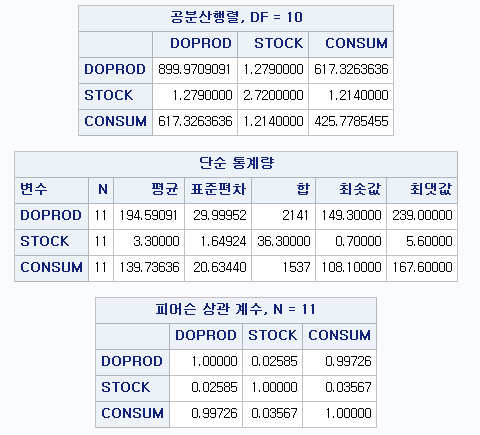 공분산행렬, DF = 10
DOPROD STOCK CONSUM
DOPROD 899.9709091 1.2790000 617.3263636
STOCK 1.2790000 2.7200000 1.2140000
CONSUM 617.3263636 1.2140000 425.7785455
단순 통계량
변수 N 평균 표준편차 합 최솟값 최댓값
DOPROD 11 194.59091 29.99952 2141 149.30000 239.00000
STOCK 11 3.30000 1.64924 36.30000 0.70000 5.60000
CONSUM 11 139.73636 20.63440 1537 108.10000 167.60000
피어슨 상관 계수, N = 11
DOPROD STOCK CONSUM
DOPROD 1.00000 0.02585 0.99726
STOCK 0.02585 1.00000 0.03567
CONSUM 0.99726 0.03567 1.00000